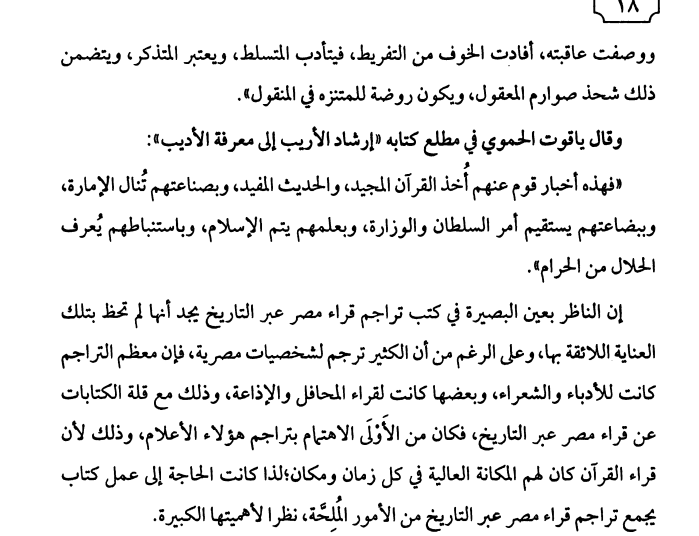 ١٨
ووصفت عاقبته، أفادت الخوف من التفريط، فيتأدب المتسلط، ويعتبر المتذكر، ويتضمن
ذلك شحذ صوارم المعقول، ويكون روضة للمتنزه في المنقول».
وقال ياقوت الحموي في مطلع كتابه «إرشاد الأريب إلى معرفة الأديب»:
«فهذه أخبار قوم عنهم أُخذ القرآن المجيد، والحديث المفيد، وبصناعتهم تُنال الإمارة،
وببضاعتهم يستقيم أمر السلطان والوزارة، وبعلمهم يتم الإسلام، وباستنباطهم يُعرف
الحلال من الحرام».
إن الناظر بعين البصيرة في كتب تراجم قراء مصر عبر التاريخ يجد أنها لم تحظ بتلك
العناية اللائقة بها، وعلى الرغم من أن الكثير ترجم لشخصيات مصرية، فإن معظم التراجم
كانت للأدباء والشعراء، وبعضها كانت لقراء المحافل والإذاعة، وذلك مع قلة الكتابات
عن قراء مصر عبر التاريخ، فكان من الأَوْلَى الاهتمام بتراجم هؤلاء الأعلام، وذلك لأن
قراء القرآن كان لهم المكانة العالية في كل زمان ومكان؛لذا كانت الحاجة إلى عمل كتاب
يجمع تراجم قراء مصر عبر التاريخ من الأمور المُلِحَّة، نظرا لأهميتها الكبيرة.